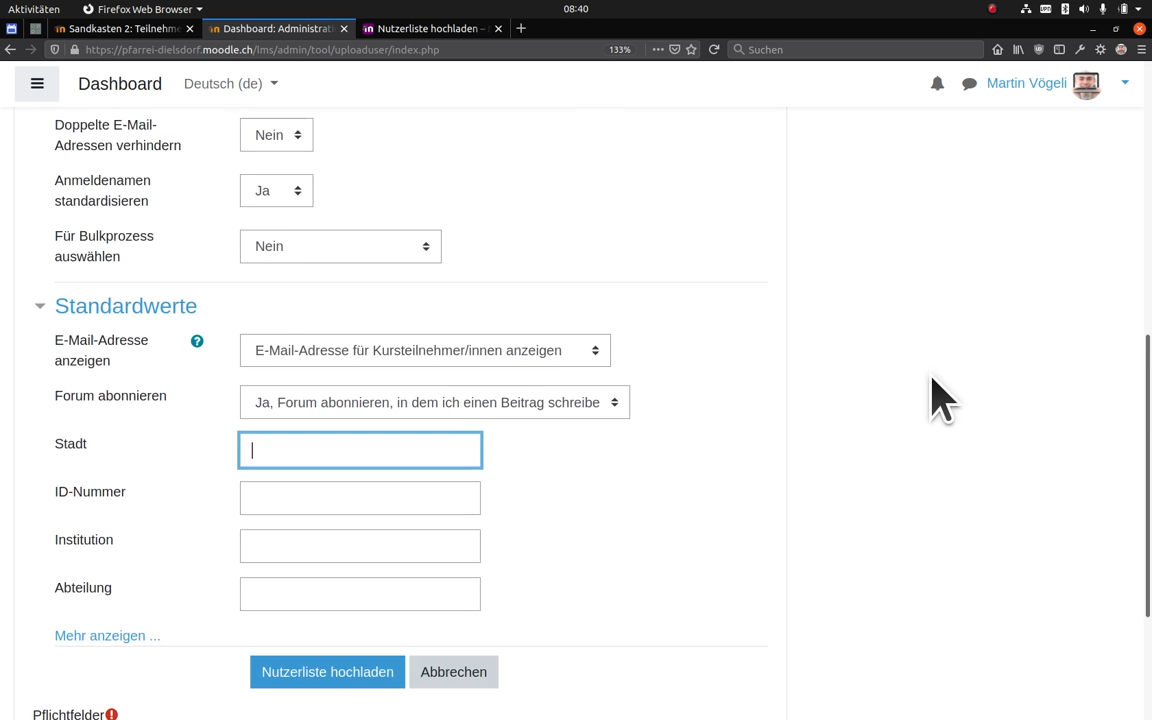 Aktivitäten
Firefox Web Browser
08:40
Sandkasten 2: Teilnehme
Dashboard: Administrati
Nutzerliste hochladen –
https://pfarrei-dielsdorf.moodle.ch/lms/admin/tool/uploaduser/index.php
133%
Suchen
Dashboard
Deutsch (de)
Martin Vögeli
Doppelte E-Mail-
Adressen verhindern
Nein
Anmeldenamen
standardisieren
Ja
Für Bulkprozess
auswählen
Nein
Standardwerte
E-Mail-Adresse
anzeigen
?
E-Mail-Adresse für Kursteilnehmer/innen anzeigen
Forum abonnieren
Ja, Forum abonnieren, in dem ich einen Beitrag schreibe
Stadt
ID-Nummer
Institution
Abteilung
Mehr anzeigen ...
Nutzerliste hochladen
Abbrechen
Pflichtfelder